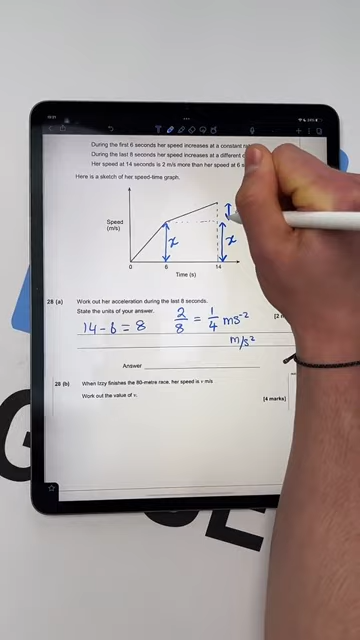 During the first 6 seconds her speed increases at a constant
During the last 8 seconds her speed increases at a different
Her speed at 14 seconds is 2 m/s more than her speed at 6
Here is a sketch of her speed-time graph.
Speed
(m/s)
x
x
0
6
14
Time (s)
28 (a) Work out her acceleration during the last 8 seconds.
State the units of your answer.
[2
14 - 6 = 8 2/8 = 1/4 ms⁻²
m/s²
Answer
28 (b) When Izzy finishes the 80-metre race, her speed is v m/s
Work out the value of v.
[4 marks]